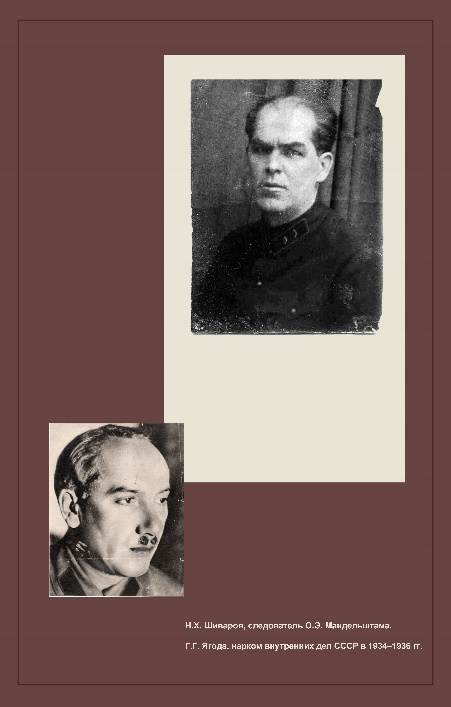 Н.Х. Шиваров, следователь О.Э. Мандельштама.
Г.Г. Ягода, нарком внутренних дел СССР в 1934–1936 гг.